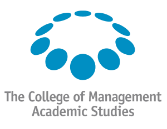 The College of Management
Academic Studies